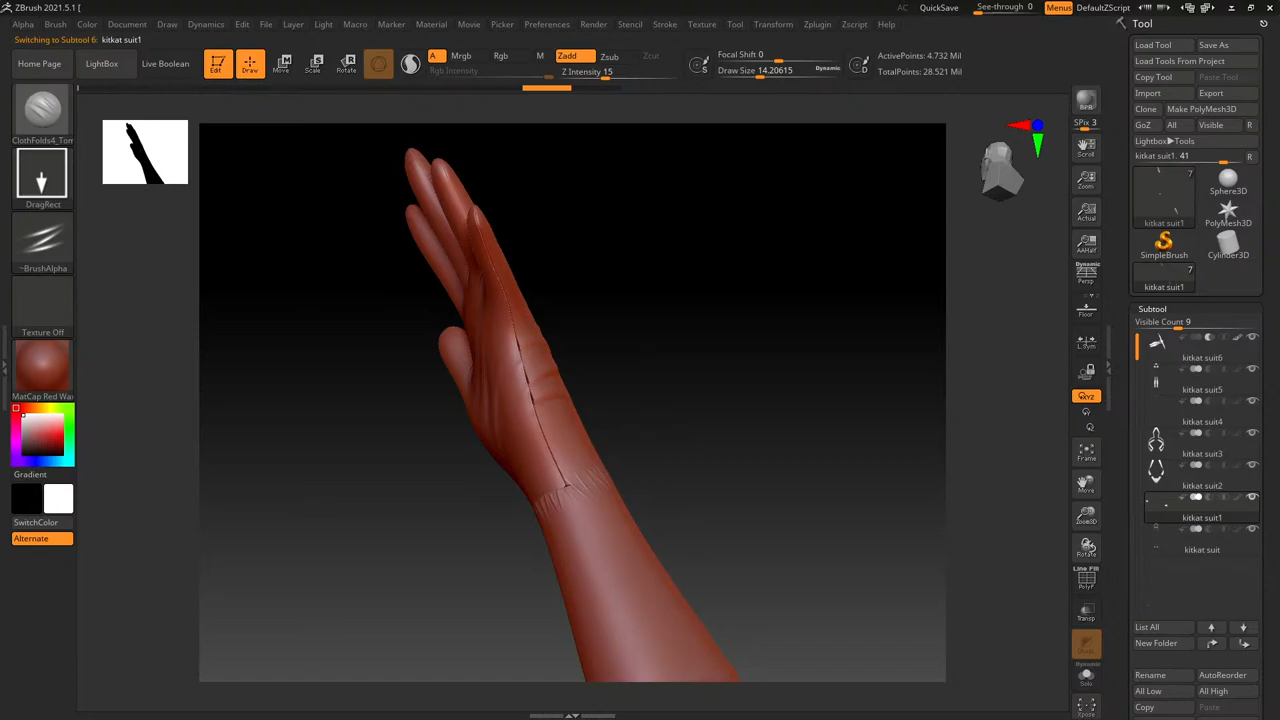 ZBrush 2021.5.1 [
AC QuickSave See-through 0 Menus DefaultZScript
Alpha Brush Color Document Draw Dynamics Edit File Layer Light Macro Marker Material Movie Picker Preferences Render Stencil Stroke Texture Tool Transform Zplugin Zscript Help
Switching to Subtool 6: kitkat suit1
Home Page LightBox Live Boolean Edit Draw Move Scale Rotate
A Mrgb Rgb M Zadd Zsub Zcut
Rgb Intensity Z Intensity 15
Focal Shift 0
Draw Size 14.20615 Dynamic
S
D
ActivePoints: 4.732 Mil
TotalPoints: 28.521 Mil
ClothFolds4_Tom
DragRect
~BrushAlpha
Texture Off
MatCap Red Wax
Gradient
SwitchColor
Alternate
BPR
SPix 3
Scroll
Zoom
Actual
AAHalf
Dynamic
Persp
Floor
L.Sym
XYZ
Frame
Move
Zoom3D
Rotate
Line Fill
PolyF
Transp
Dynamic
Solo
Xpose
Tool
Load Tool Save As
Load Tools From Project
Copy Tool Paste Tool
Import Export
Clone Make PolyMesh3D
GoZ All Visible R
Lightbox▶Tools
kitkat suit1. 41 R
7
kitkat suit1
Sphere3D
PolyMesh3D
SimpleBrush
Cylinder3D
7
kitkat suit1
Subtool
Visible Count 9
kitkat suit6
kitkat suit5
kitkat suit4
kitkat suit3
kitkat suit2
kitkat suit1
kitkat suit
List All
New Folder
Rename AutoReorder
All Low All High
Copy Paste